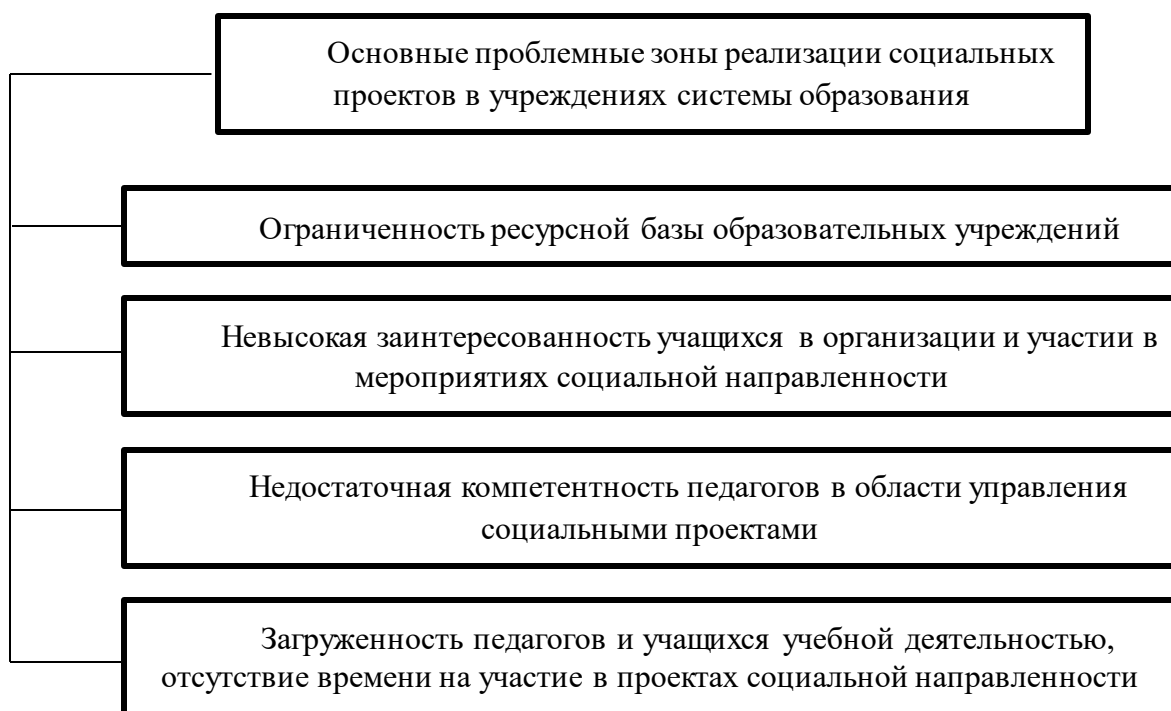 Основные проблемные зоны реализации социальных
проектов в учреждениях системы образования
Ограниченность ресурсной базы образовательных учреждений
Невысокая заинтересованность учащихся в организации и участии в
мероприятиях социальной направленности
Недостаточная компетентность педагогов в области управления
социальными проектами
Загруженность педагогов и учащихся учебной деятельностью,
отсутствие времени на участие в проектах социальной направленности